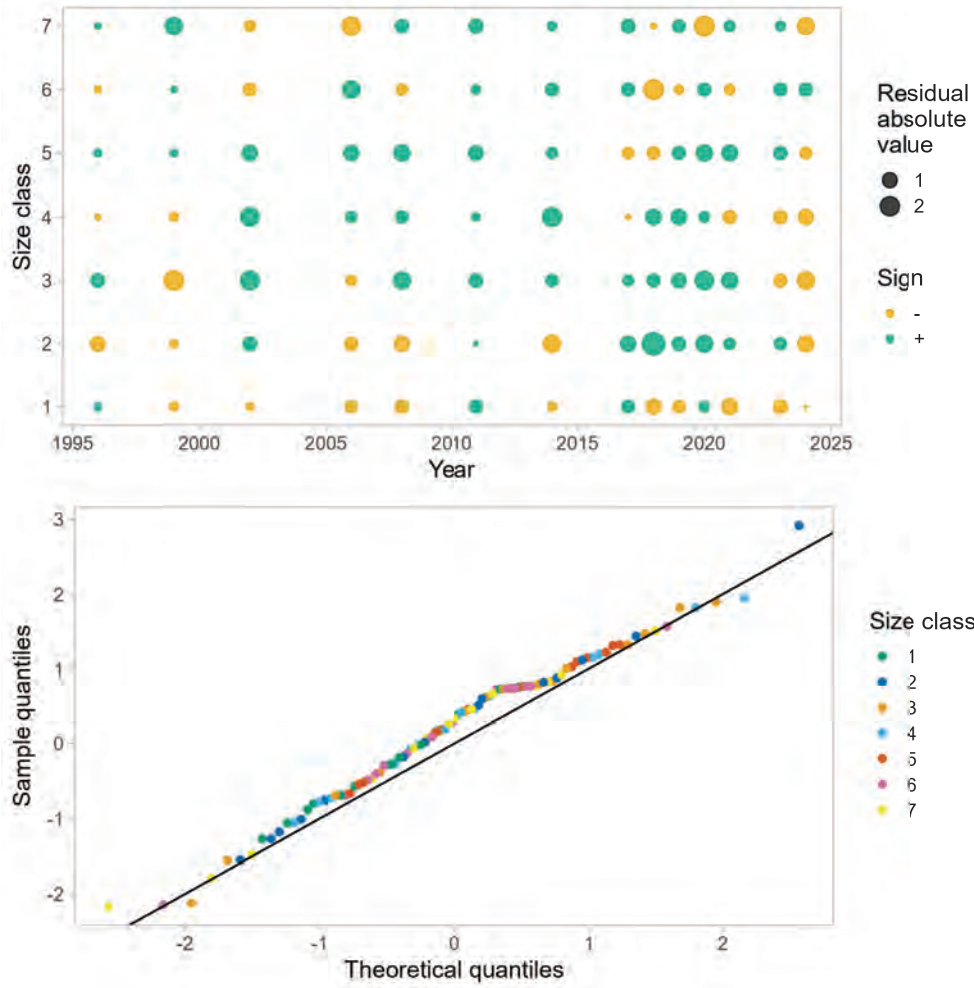 7
6
5
4
3
2
1
Size class
1995 2000 2005 2010 2015 2020 2025
Year
Residual
absolute
value
1
2
Sign
-
+
3
2
1
0
-1
-2
Sample quantiles
-2 -1 0 1 2
Theoretical quantiles
Size class
1
2
3
4
5
6
7